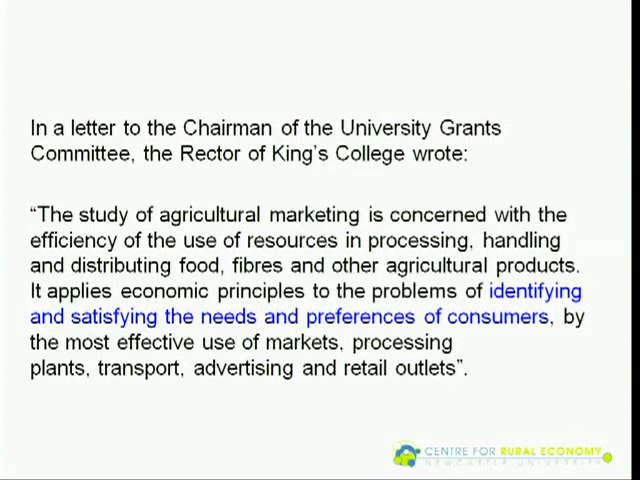 In a letter to the Chairman of the University Grants
Committee, the Rector of King's College wrote:
“The study of agricultural marketing is concerned with the
efficiency of the use of resources in processing, handling
and distributing food, fibres and other agricultural products.
It applies economic principles to the problems of identifying
and satisfying the needs and preferences of consumers, by
the most effective use of markets, processing
plants, transport, advertising and retail outlets”.
CENTRE FOR RURAL ECONOMY
NEWCASTLE UNIVERSITY